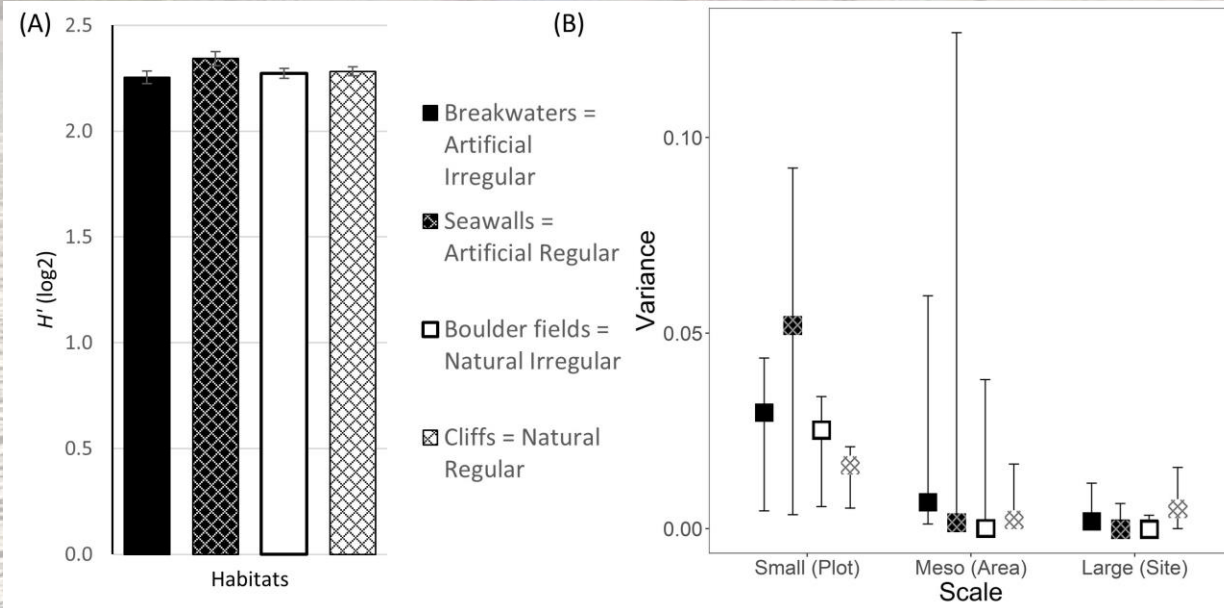 (A)
2.5
2.0
1.5
1.0
0.5
0.0
H' (log2)
Habitats
Breakwaters =
Artificial
Irregular
Seawalls =
Artificial Regular
Boulder fields =
Natural Irregular
Cliffs = Natural
Regular
(B)
0.10
0.05
0.00
Variance
Small (Plot)
Meso (Area)
Large (Site)
Scale